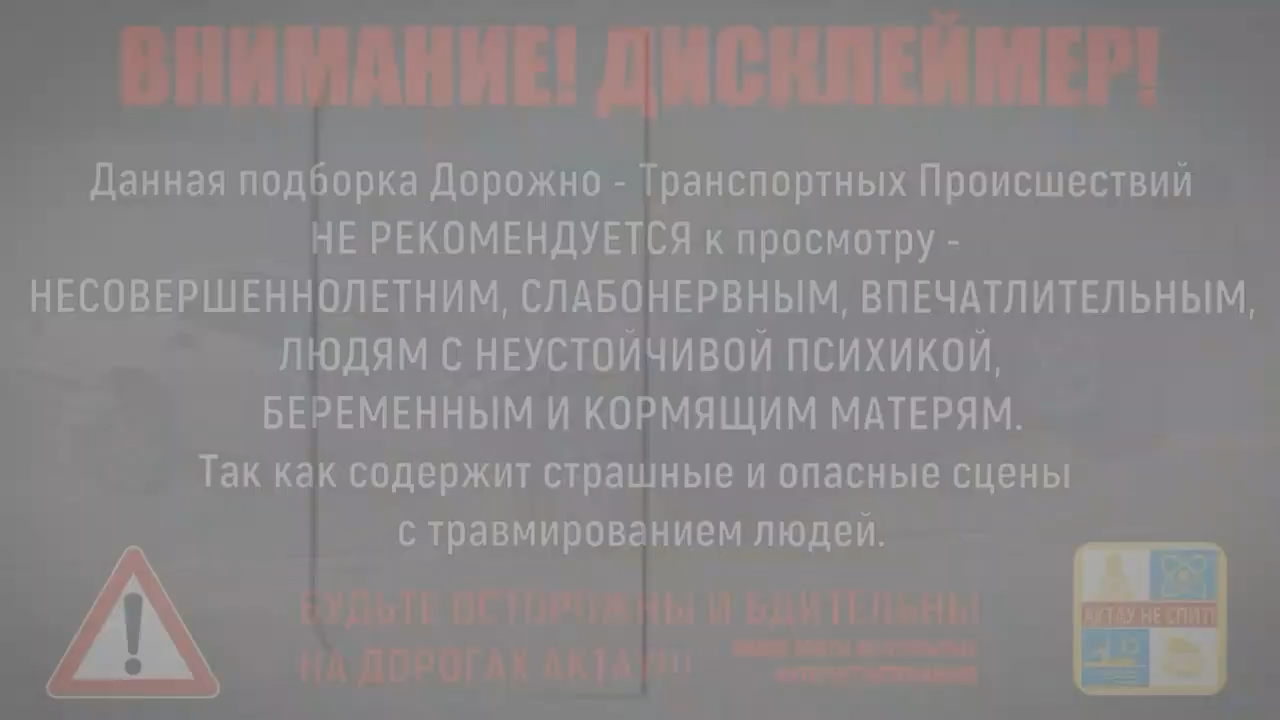 ВНИМАНИЕ! ДИСКЛЕЙМЕР!
Данная подборка Дорожно - Транспортных Происшествий
НЕ РЕКОМЕНДУЕТСЯ к просмотру -
НЕСОВЕРШЕННОЛЕТНИМ, СЛАБОНЕРВНЫМ, ВПЕЧАТЛИТЕЛЬНЫМ,
ЛЮДЯМ С НЕУСТОЙЧИВОЙ ПСИХИКОЙ,
БЕРЕМЕННЫМ И КОРМЯЩИМ МАТЕРЯМ.
Так как содержит страшные и опасные сцены
с травмированием людей.
БУДЬТЕ ОСТОРОЖНЫ И БДИТЕЛЬНЫ
НА ДОРОГАХ АКТАУ!!!
АКТАУ НЕ СПИТ!